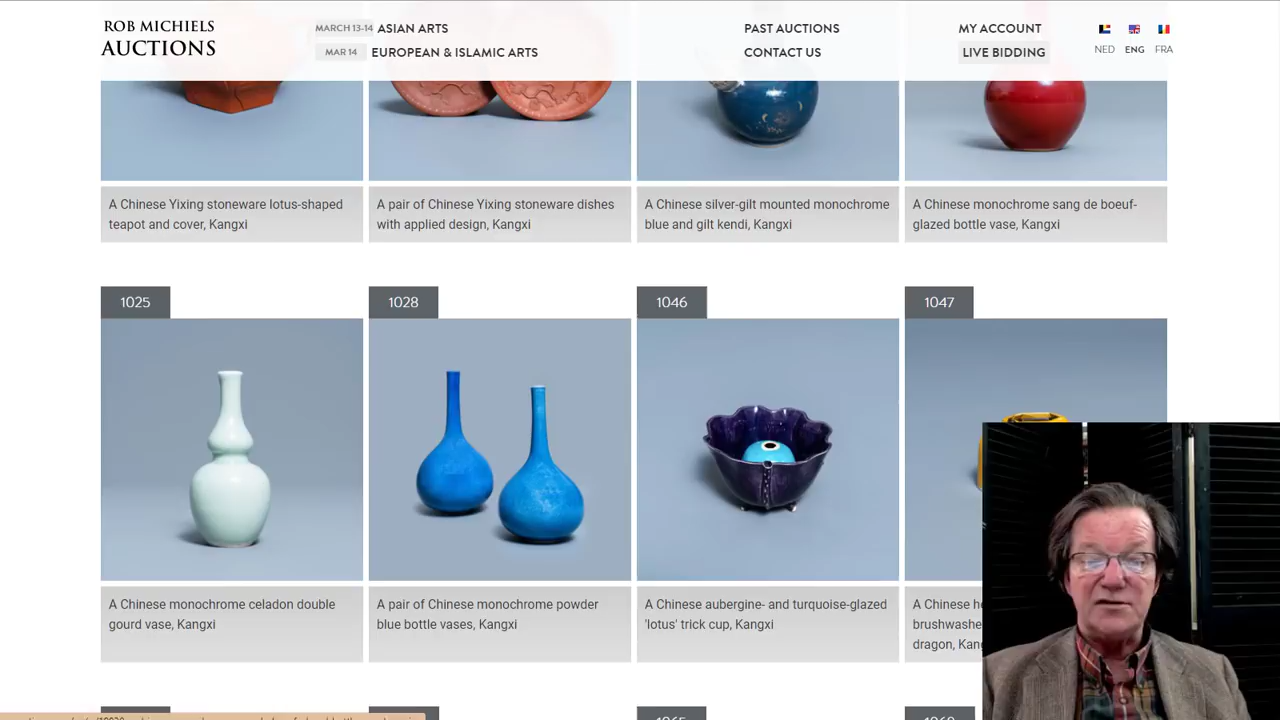 ROB MICHIELS
AUCTIONS
MARCH 13-14 ASIAN ARTS
MAR 14 EUROPEAN & ISLAMIC ARTS
PAST AUCTIONS
CONTACT US
MY ACCOUNT
LIVE BIDDING
NED ENG FRA
A Chinese Yixing stoneware lotus-shaped
teapot and cover, Kangxi
A pair of Chinese Yixing stoneware dishes
with applied design, Kangxi
A Chinese silver-gilt mounted monochrome
blue and gilt kendi, Kangxi
A Chinese monochrome sang de boeuf-
glazed bottle vase, Kangxi
1025
1028
1046
1047
A Chinese monochrome celadon double
gourd vase, Kangxi
A pair of Chinese monochrome powder
blue bottle vases, Kangxi
A Chinese aubergine- and turquoise-glazed
'lotus' trick cup, Kangxi
A Chinese
brushwashe
dragon, Kang